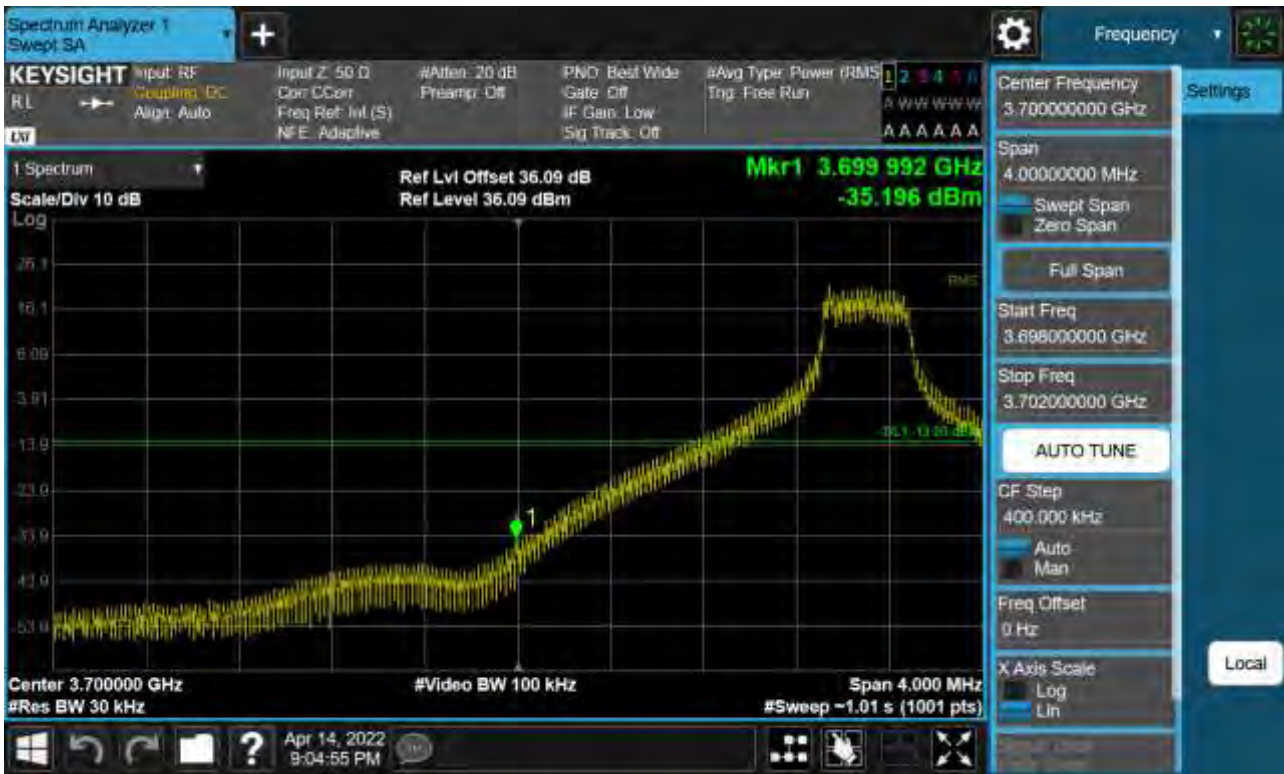 Spectrum Analyzer 1
Swept SA
+
Frequency
KEYSIGHT
RL
LXI
Input: RF
Coupling: DC
Align: Auto
Input Z: 50 Ω
Corr CCorr
Freq Ref: Int (S)
NFE: Adaptive
#Atten: 20 dB
Preamp: Off
PNO: Best Wide
Gate: Off
IF Gain: Low
Sig Track: Off
#Avg Type: Power (RMS
Trig: Free Run
1 2 3 4 5 6
A W W W W W
A A A A A A
1 Spectrum
Scale/Div 10 dB
Log
Ref Lvl Offset 36.09 dB
Ref Level 36.09 dBm
Mkr1 3.699 992 GHz
-35.196 dBm
26.1
16.1
6.09
-3.91
-13.9
-23.9
-33.9
-43.9
-53.9
RMS
DL1 -13.00 dBm
1
Center 3.700000 GHz
#Video BW 100 kHz
Span 4.000 MHz
#Res BW 30 kHz
#Sweep ~1.01 s (1001 pts)
Center Frequency
3.700000000 GHz
Settings
Span
4.00000000 MHz
Swept Span
Zero Span
Full Span
Start Freq
3.698000000 GHz
Stop Freq
3.702000000 GHz
AUTO TUNE
CF Step
400.000 kHz
Auto
Man
Freq Offset
0 Hz
X Axis Scale
Log
Lin
Local
?
Apr 14, 2022
9:04:55 PM